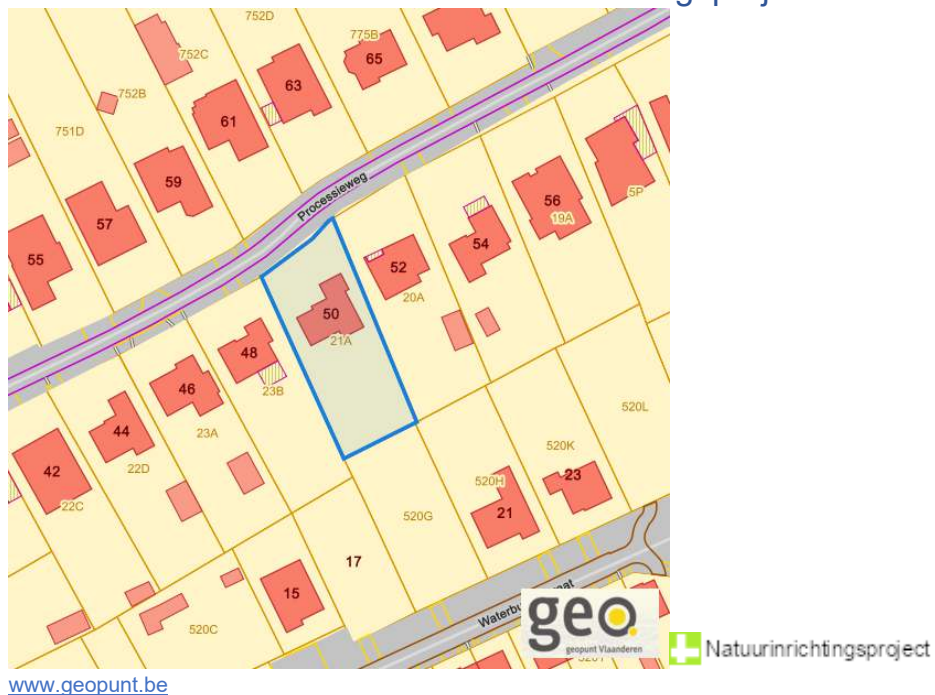 752D
775B
65
752C
63
752B
61
751D
59
Processieweg
57
5P
56
19A
55
54
52
20A
50
21A
48
23B
46
520L
23A
44
520K
22D
42
23
520H
22C
21
520G
17
15
520C
geo
geopunt Vlaanderen
Natuurinrichtingsproject
www.geopunt.be